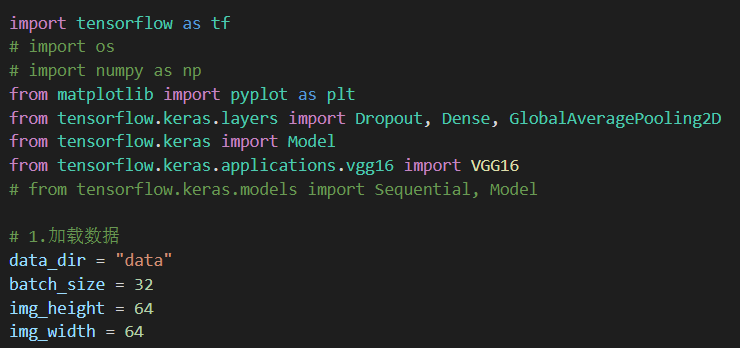 import tensorflow as tf
# import os
# import numpy as np
from matplotlib import pyplot as plt
from tensorflow.keras.layers import Dropout, Dense, GlobalAveragePooling2D
from tensorflow.keras import Model
from tensorflow.keras.applications.vgg16 import VGG16
# from tensorflow.keras.models import Sequential, Model
# 1.加载数据
data_dir = "data"
batch_size = 32
img_height = 64
img_width = 64